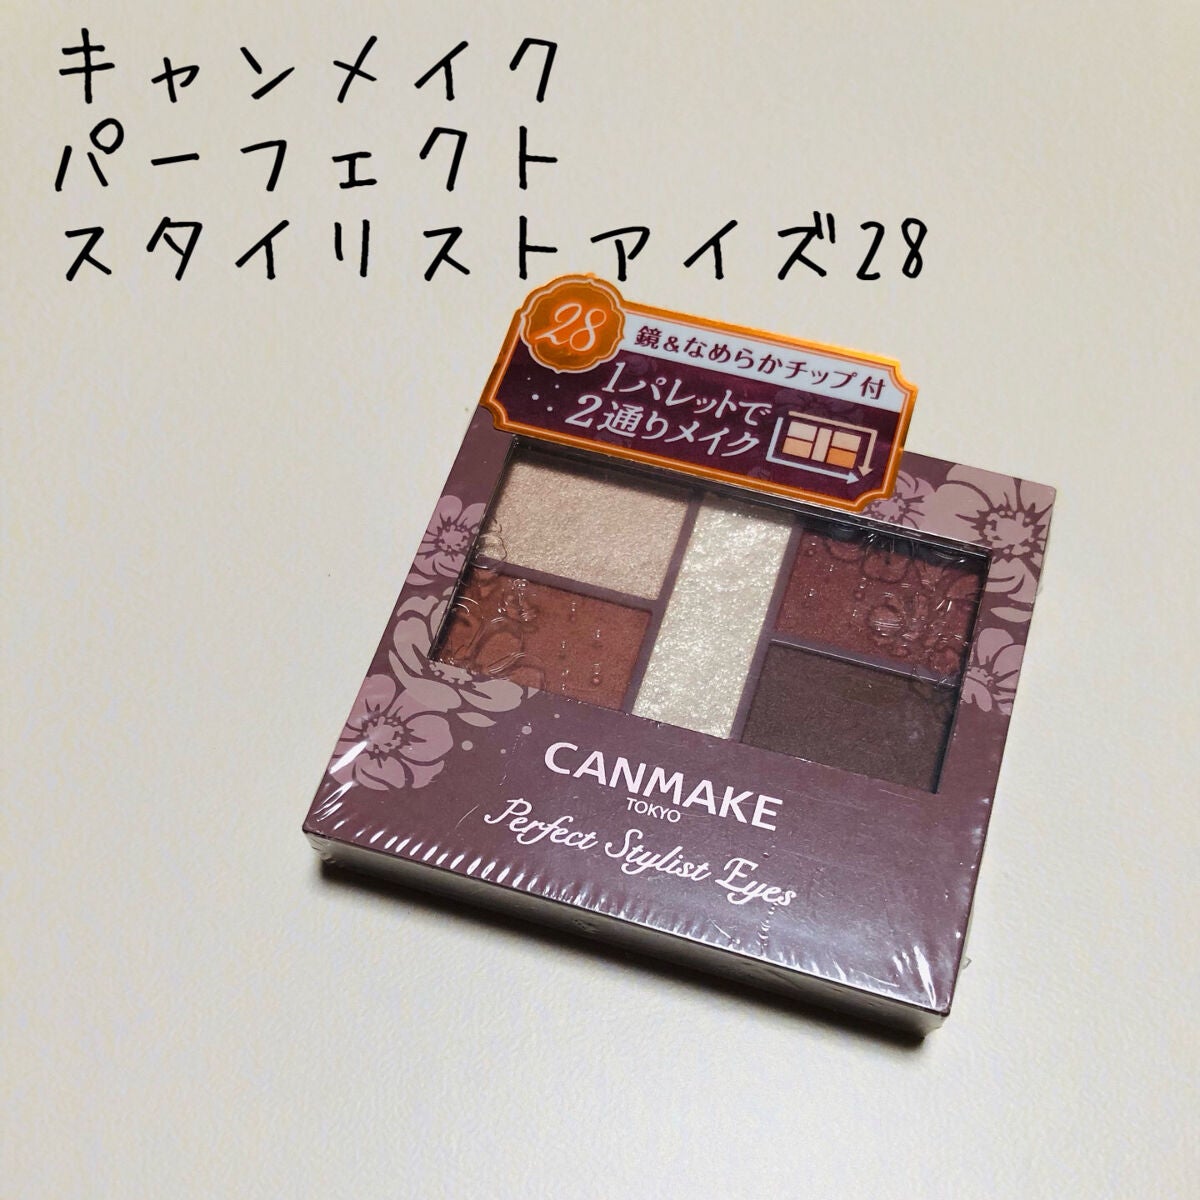 キャンメイク
パーフェクト
スタイリストアイズ28
28
鏡&なめらかチップ付
1パレットで
2通りメイク
CANMAKE
TOKYO
Perfect Stylist Eyes